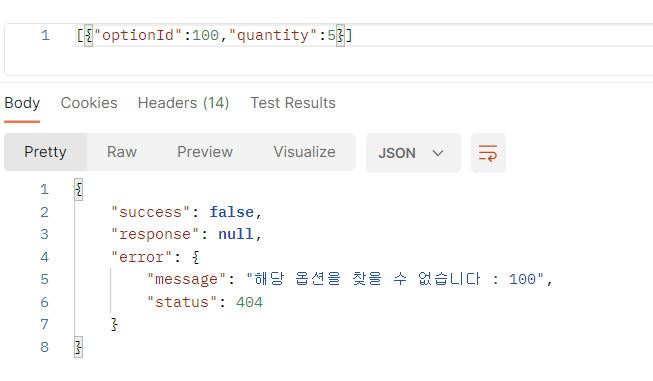 1 [{"optionId":100,"quantity":5}]
Body Cookies Headers (14) Test Results
Pretty Raw Preview Visualize JSON
1 {
2 "success": false,
3 "response": null,
4 "error": {
5 "message": "해당 옵션을 찾을 수 없습니다 : 100",
6 "status": 404
7 }
8 }